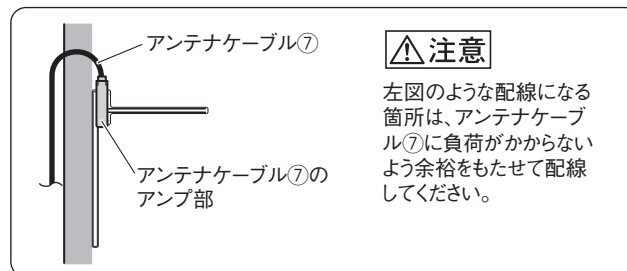 アンテナケーブル⑦
アンテナケーブル⑦の
アンプ部
⚠注意
左図のような配線になる
箇所は、アンテナケーブ
ル⑦に負荷がかからない
よう余裕をもたせて配線
してください。